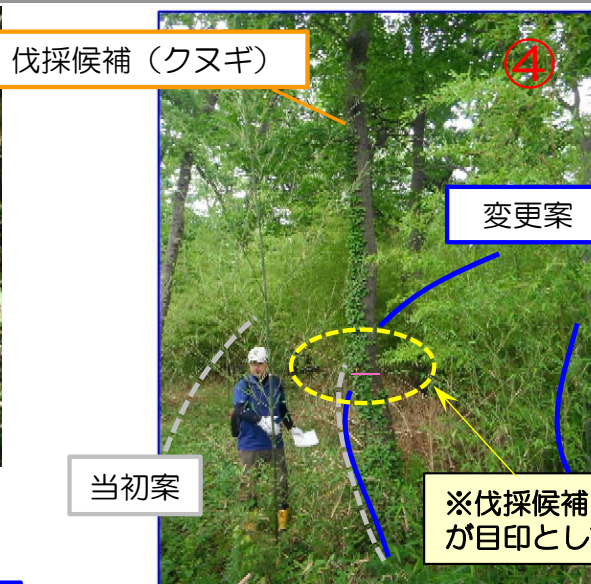 伐採候補（クヌギ）
④
変更案
当初案
※伐採候補
が目印とし